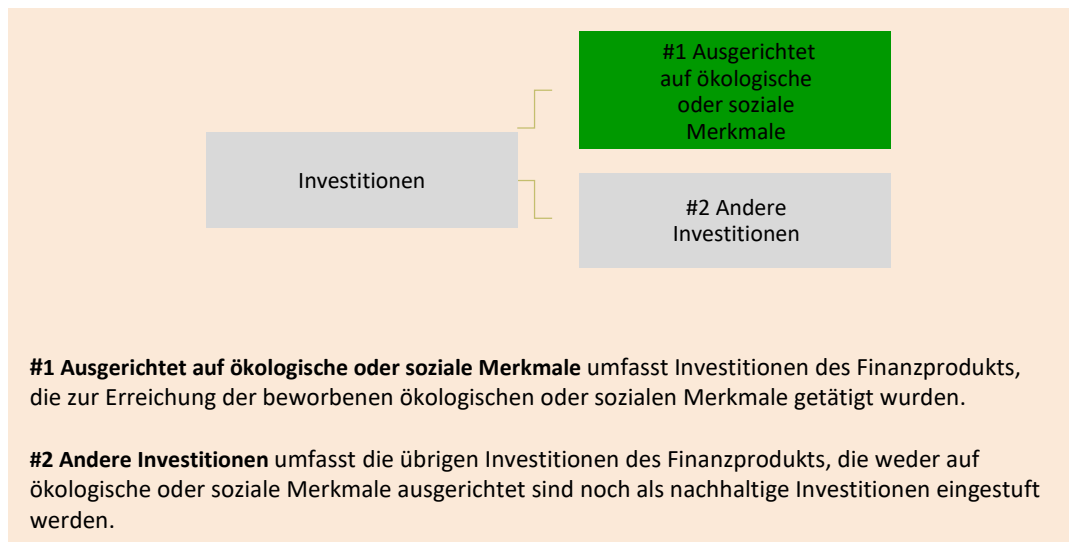 #1 Ausgerichtet
auf ökologische
oder soziale
Merkmale
Investitionen
#2 Andere
Investitionen
#1 Ausgerichtet auf ökologische oder soziale Merkmale umfasst Investitionen des Finanzprodukts,
die zur Erreichung der beworbenen ökologischen oder sozialen Merkmale getätigt wurden.
#2 Andere Investitionen umfasst die übrigen Investitionen des Finanzprodukts, die weder auf
ökologische oder soziale Merkmale ausgerichtet sind noch als nachhaltige Investitionen eingestuft
werden.